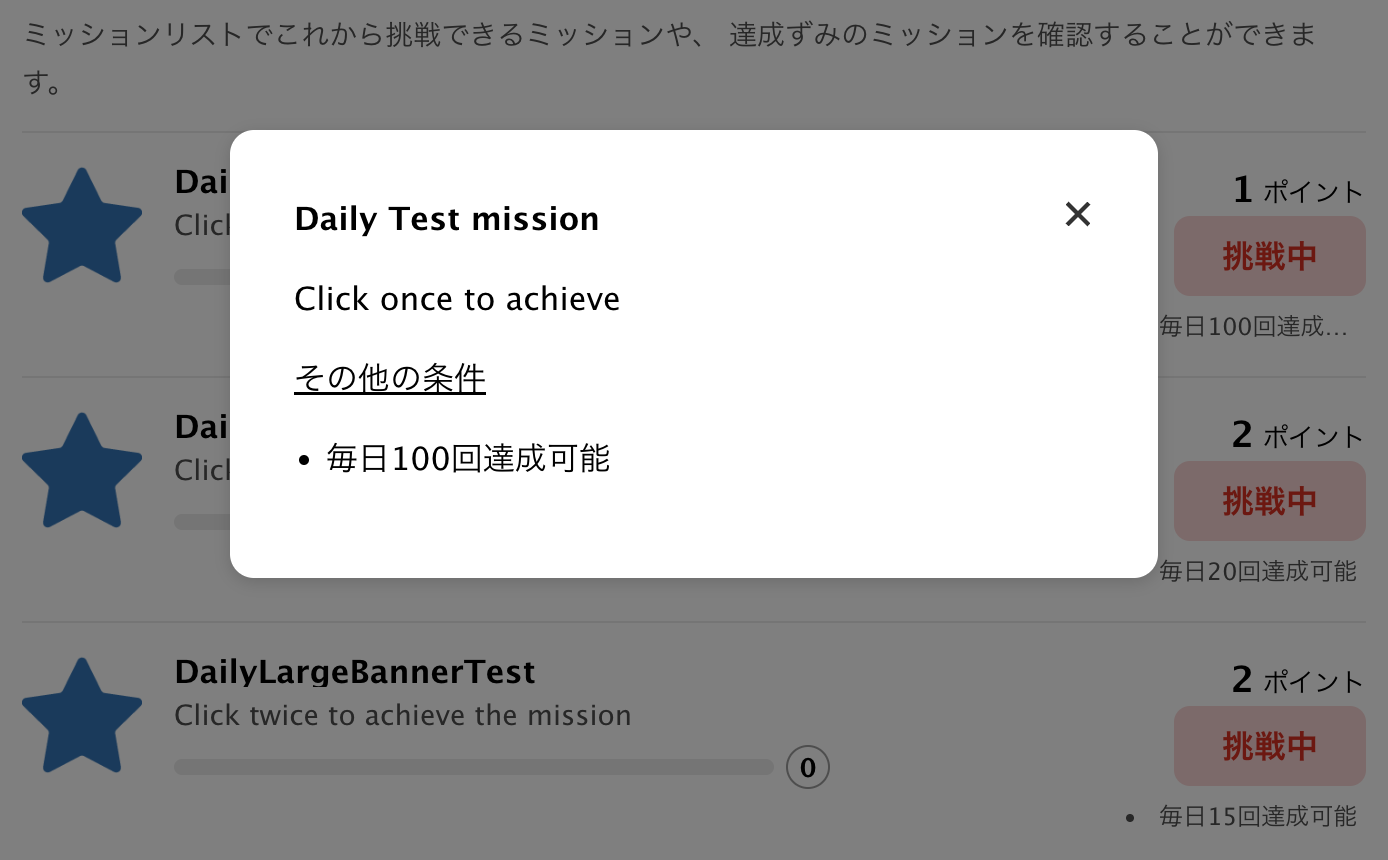 ミッションリストでこれから挑戦できるミッションや、 達成ずみのミッションを確認することができま
す。
Daily Test mission
Click once to achieve
その他の条件
• 毎日100回達成可能
1 ポイント
挑戦中
毎日100回達成…
2 ポイント
挑戦中
毎日20回達成可能
DailyLargeBannerTest
Click twice to achieve the mission
0
2 ポイント
挑戦中
• 毎日15回達成可能